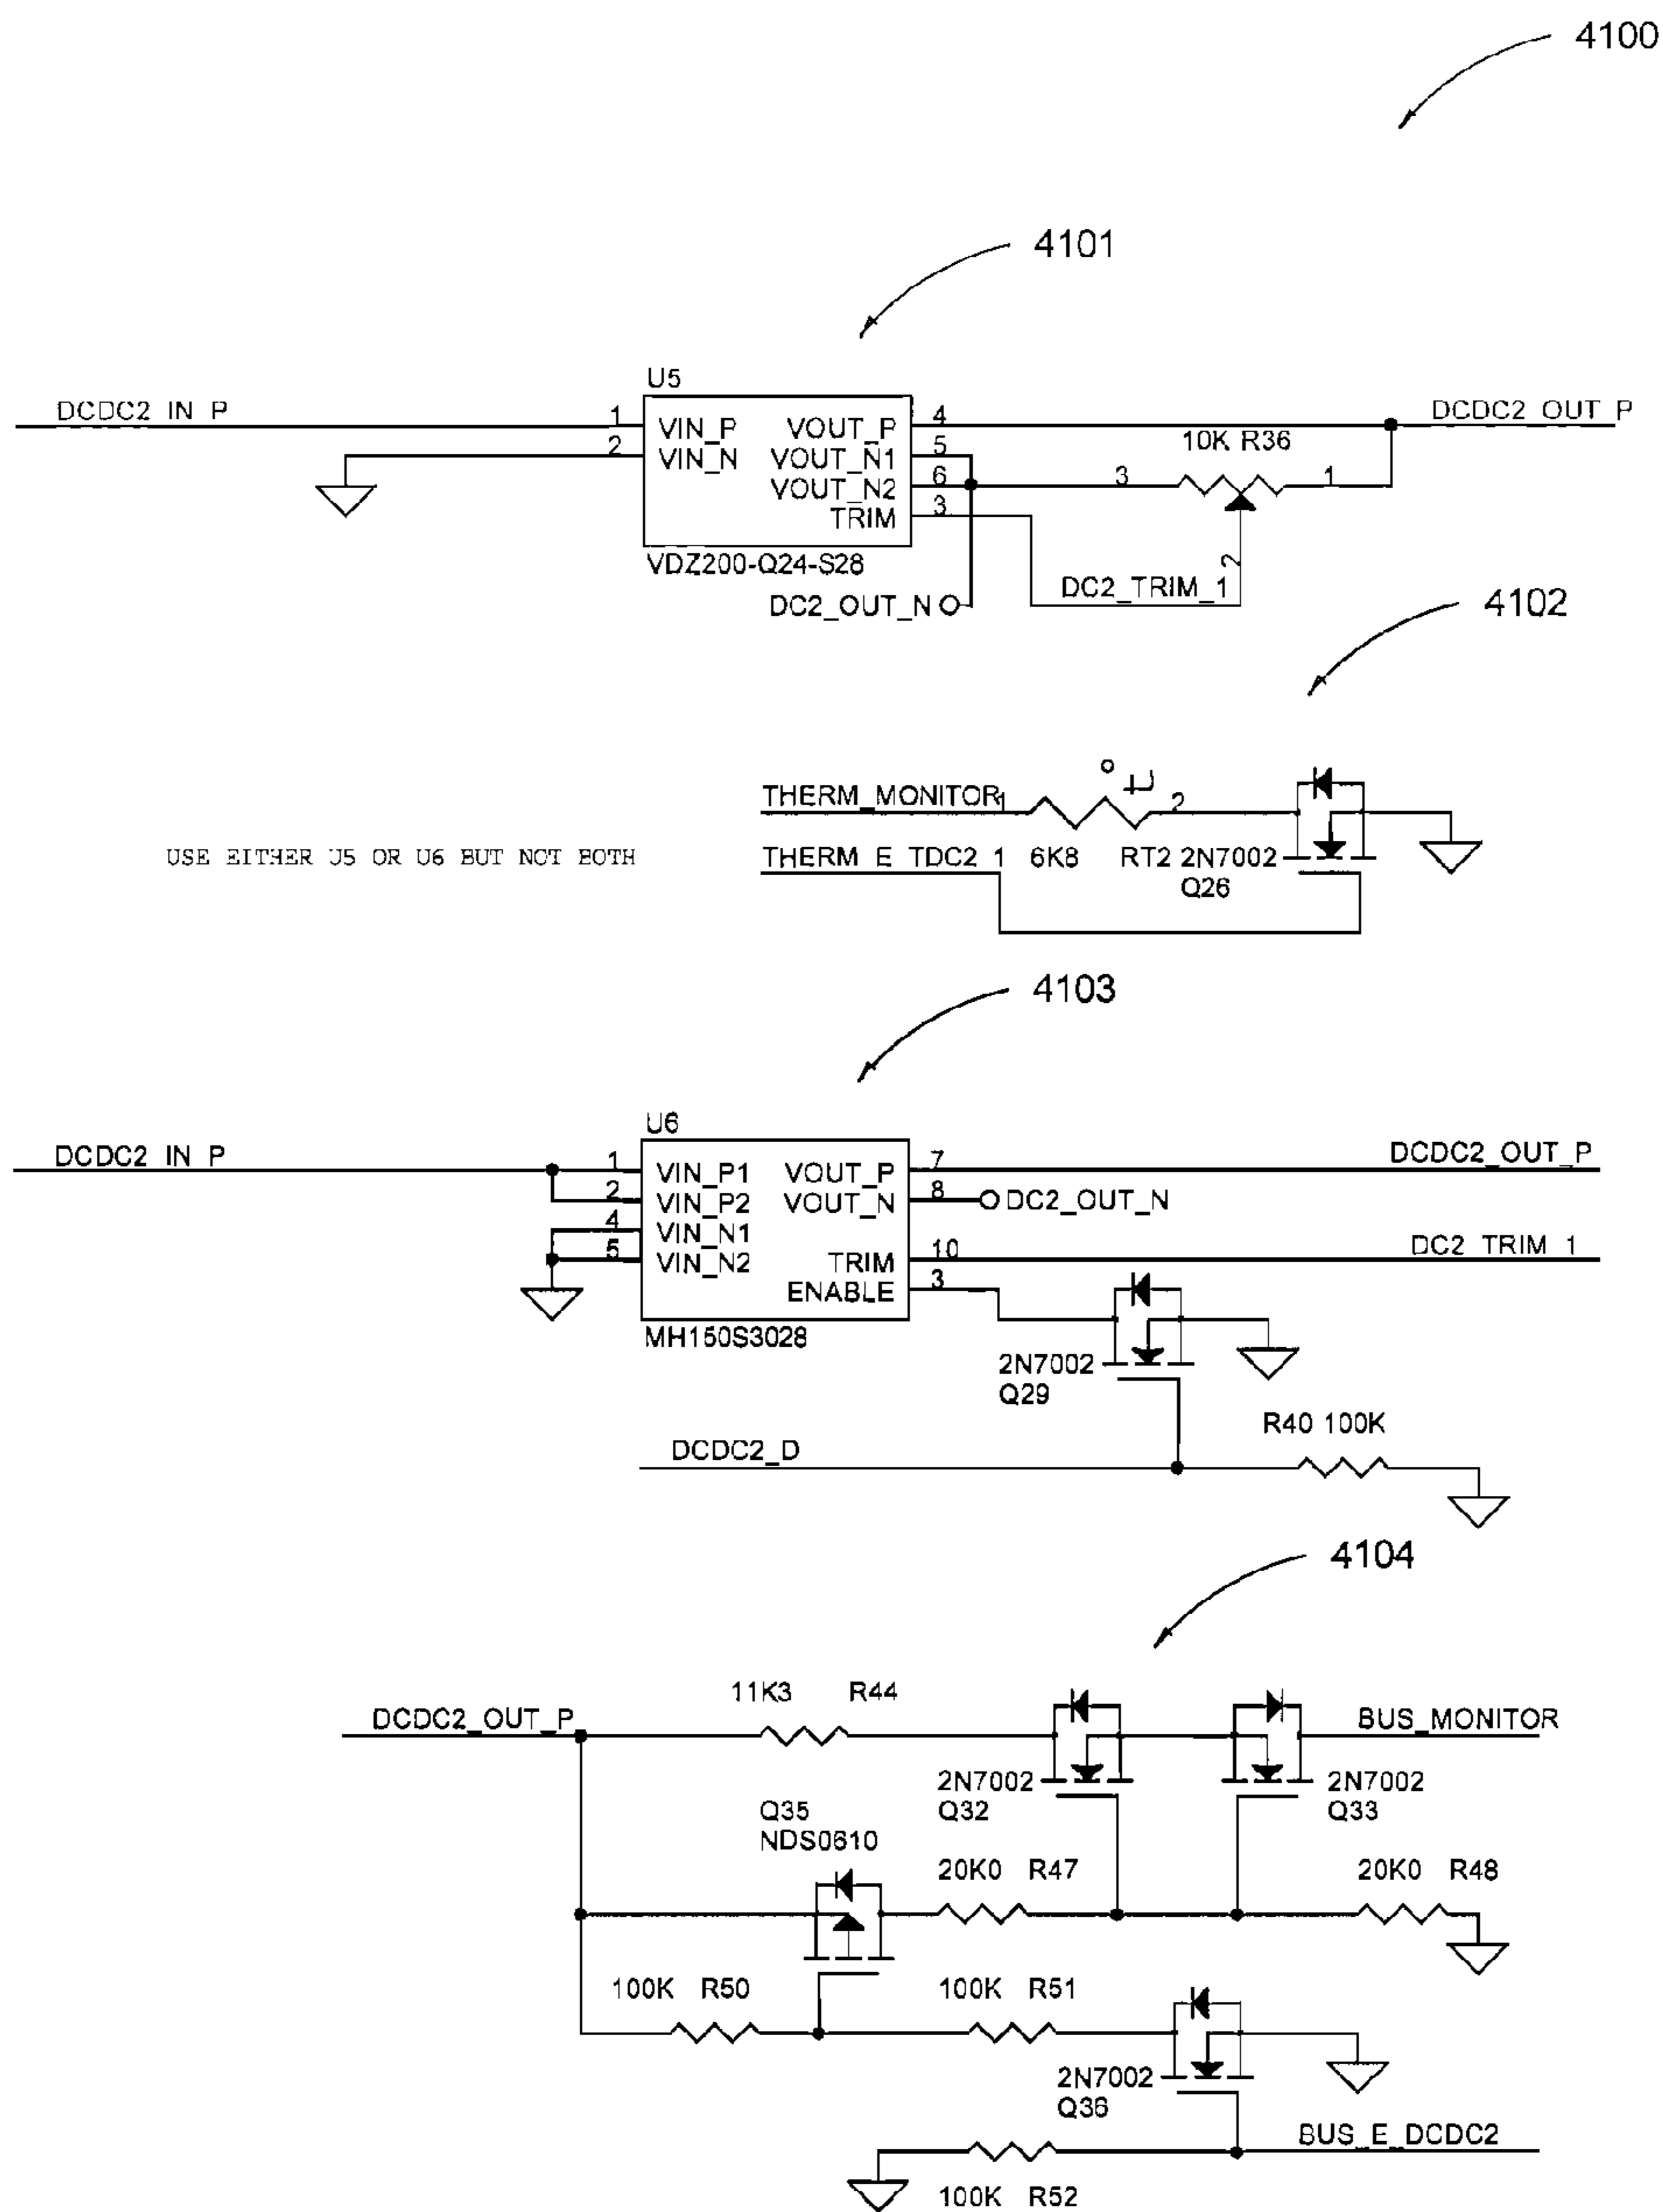 4100
4101
U5
DCDC2_IN_P
1 VIN_P VOUT_P 4
DCDC2_OUT_P
2 VIN_N VOUT_N1 5
10K R36
VOUT_N2 6
3 1
TRIM 3
VDZ200-Q24-S28
2
DC2_TRIM_1
DC2_OUT_N
4102
°t
THERM_MONITOR 1 2
USE EITHER U5 OR U6 BUT NOT BOTH
THERM_E_TDC2_1 6K8 RT2 2N7002
Q26
4103
U6
DCDC2_IN_P
DCDC2_OUT_P
1 VIN_P1 VOUT_P 7
2 VIN_P2 VOUT_N 8 DC2_OUT_N
4 VIN_N1
5 VIN_N2 TRIM 10
DC2_TRIM_1
ENABLE 3
MH150S3028
2N7002
Q29
R40 100K
DCDC2_D
4104
11K3 R44
DCDC2_OUT_P
BUS_MONITOR
2N7002
Q32
2N7002
Q33
Q35
NDS0610
20K0 R47
20K0 R48
100K R50
100K R51
2N7002
Q36
BUS_E_DCDC2
100K R52